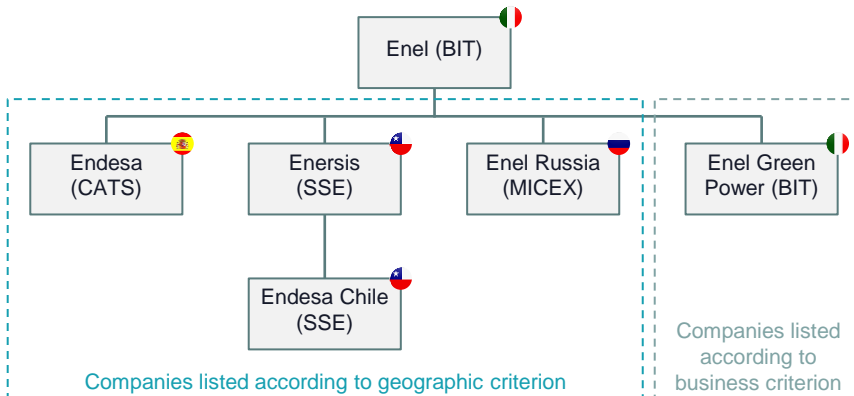 Enel (BIT)
Endesa
(CATS)
Enersis
(SSE)
Enel Russia
(MICEX)
Enel Green
Power (BIT)
Endesa Chile
(SSE)
Companies listed according to geographic criterion
Companies listed
according to
business criterion